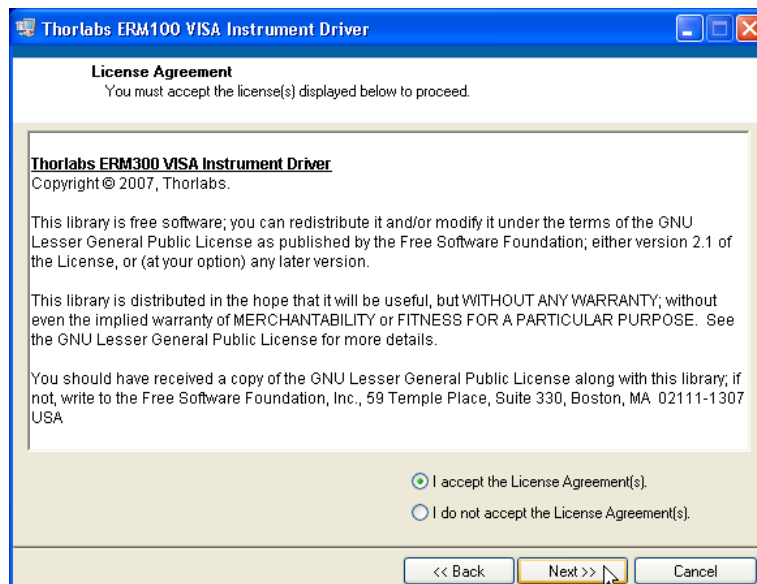 Thorlabs ERM100 VISA Instrument Driver
License Agreement
You must accept the license(s) displayed below to proceed.
Thorlabs ERM300 VISA Instrument Driver
Copyright © 2007, Thorlabs.
This library is free software; you can redistribute it and/or modify it under the terms of the GNU
Lesser General Public License as published by the Free Software Foundation; either version 2.1 of
the License, or (at your option) any later version.
This library is distributed in the hope that it will be useful, but WITHOUT ANY WARRANTY; without
even the implied warranty of MERCHANTABILITY or FITNESS FOR A PARTICULAR PURPOSE.  See
the GNU Lesser General Public License for more details.
You should have received a copy of the GNU Lesser General Public License along with this library; if
not, write to the Free Software Foundation, Inc., 59 Temple Place, Suite 330, Boston, MA  02111-1307
USA
I accept the License Agreement(s).
I do not accept the License Agreement(s).
<< Back
Next >>
Cancel